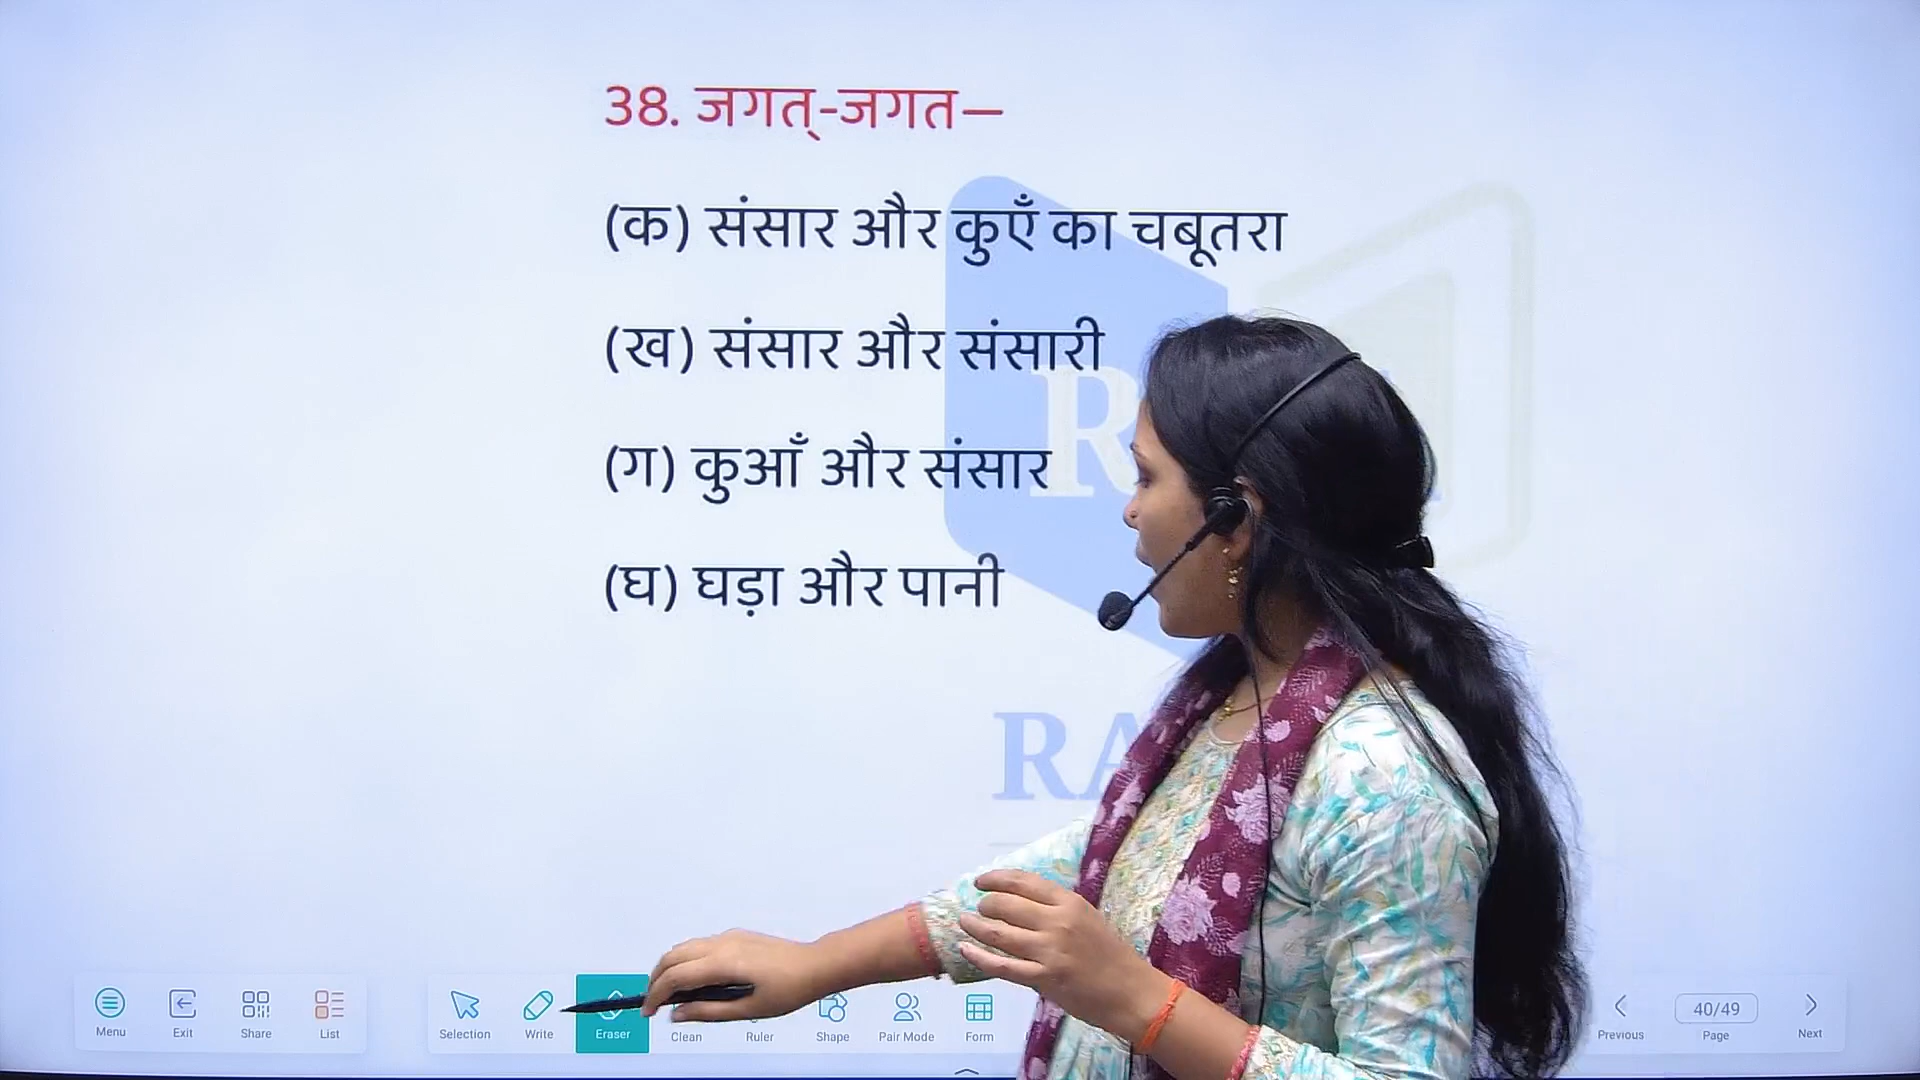 38. जगत्-जगत—
(क) संसार और कुएँ का चबूतरा
(ख) संसार और संसारी
(ग) कुआँ और संसार
(घ) घड़ा और पानी
Menu Exit Share List Selection Write Eraser Clean Ruler Shape Pair Mode Form Previous 40/49 Page Next